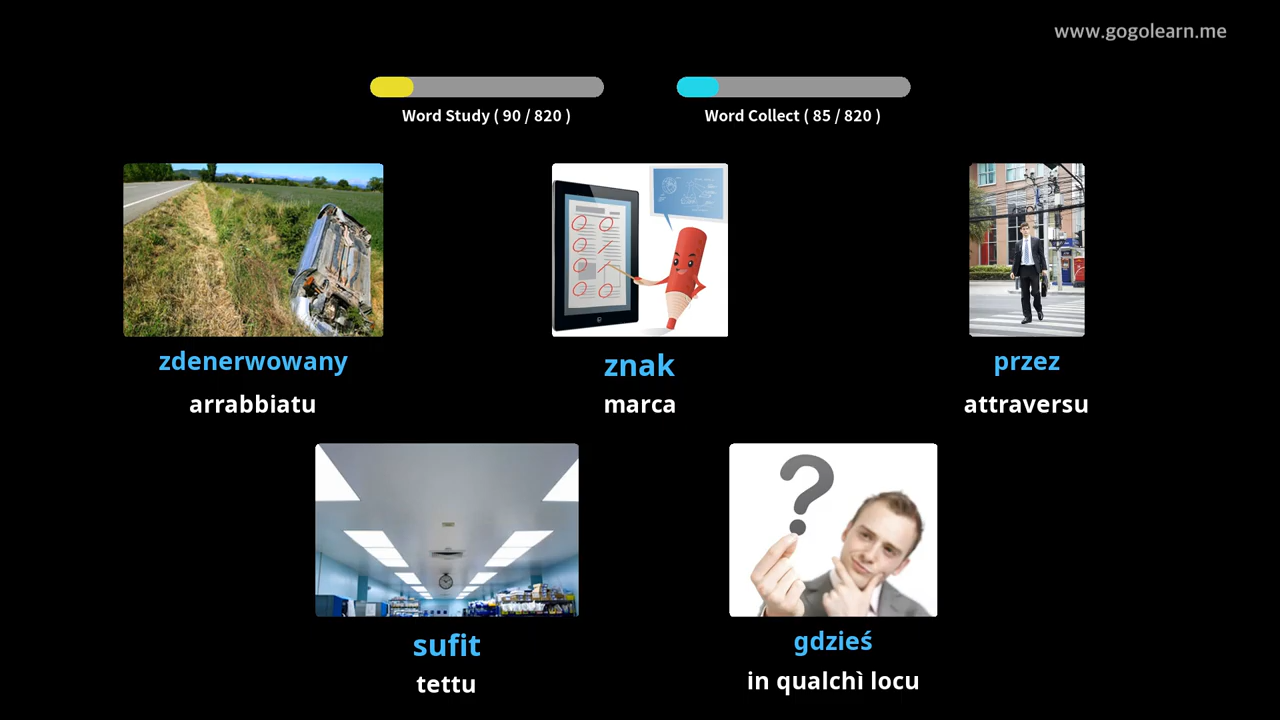 www.gogolearn.me
Word Study ( 90 / 820 )
Word Collect ( 85 / 820 )
zdenerwowany
arrabbiatu
znak
marca
przez
attraversu
sufit
tettu
gdzieś
in qualchì locu